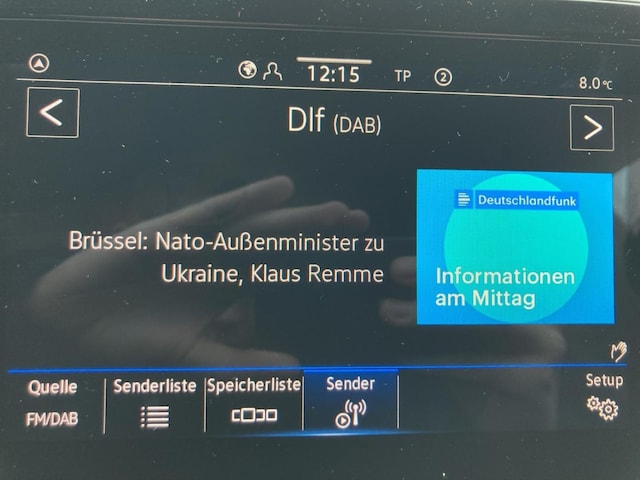 12:15 TP 2 8.0°C
Dlf (DAB)
Deutschlandfunk
Brüssel: Nato-Außenminister zu
Ukraine, Klaus Remme
Informationen
am Mittag
Quelle Senderliste Speicherliste Sender Setup
FM/DAB